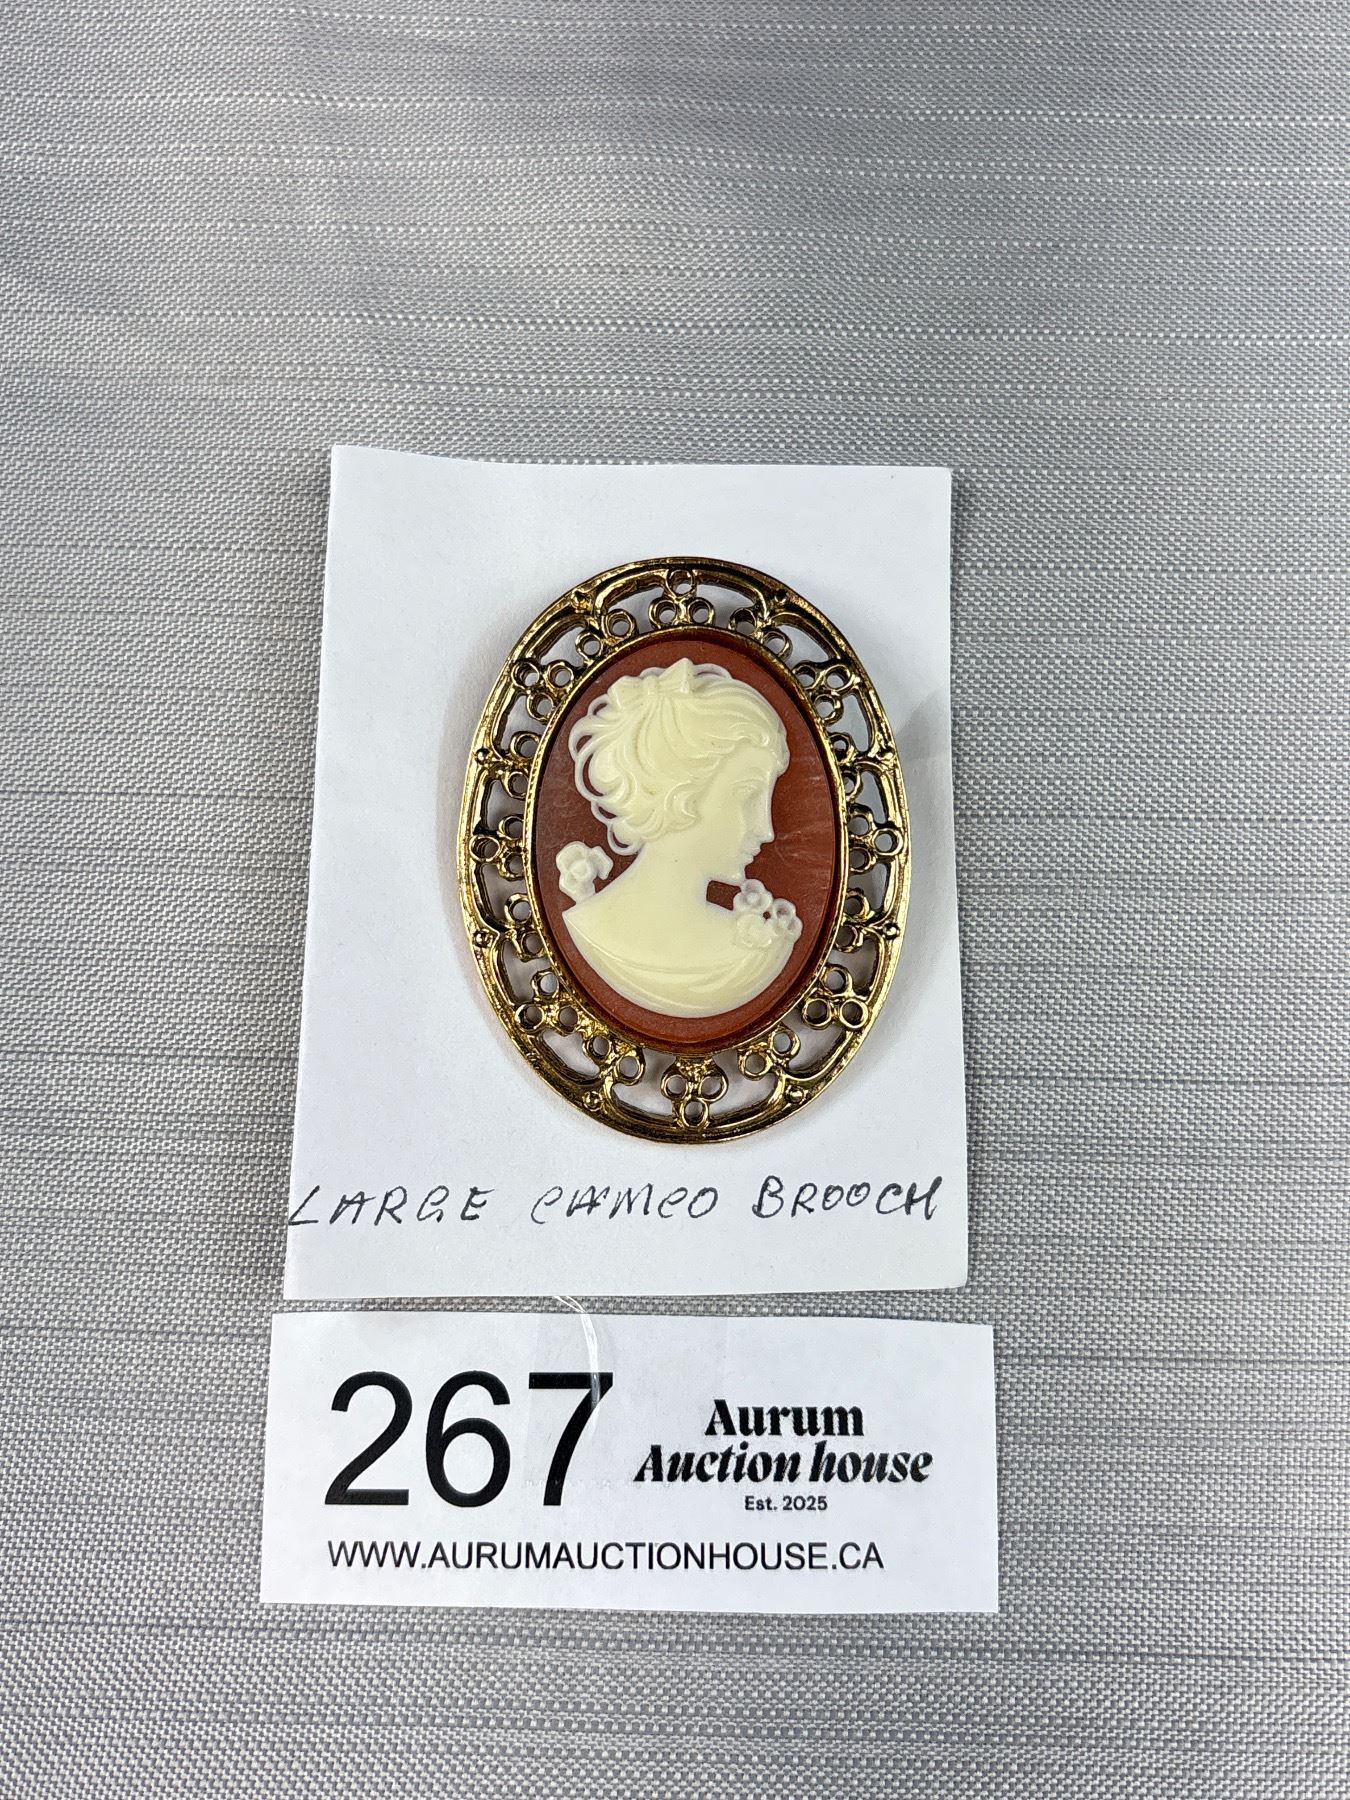 LARGE CAMEO BROOCH
267
Aurum
Auction house
Est. 2025
WWW.AURUMAUCTIONHOUSE.CA